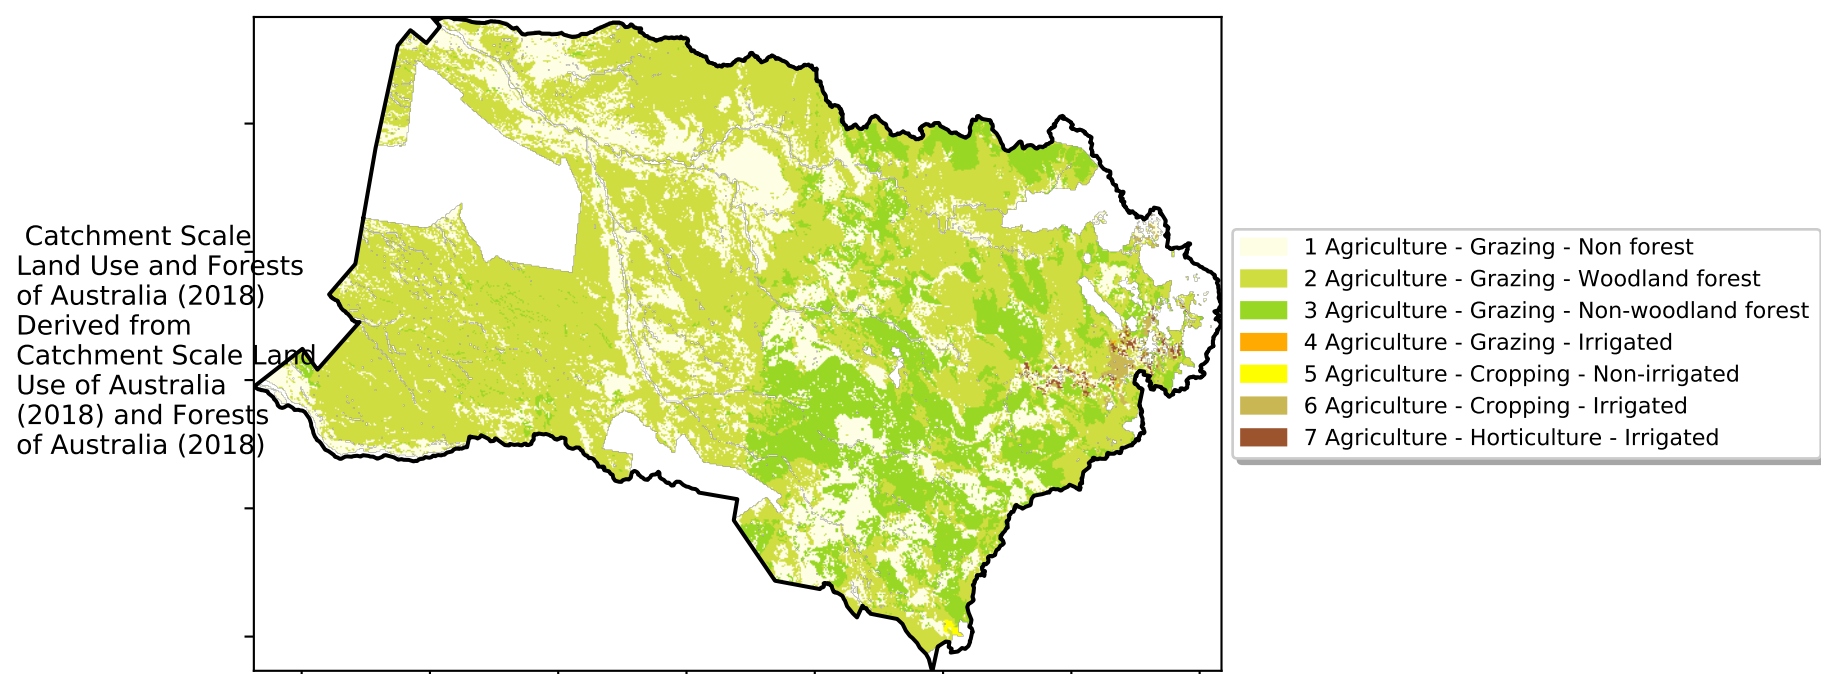 Catchment Scale
Land Use and Forests
of Australia (2018)
Derived from
Catchment Scale Land
Use of Australia
(2018) and Forests
of Australia (2018)
1 Agriculture - Grazing - Non forest
2 Agriculture - Grazing - Woodland forest
3 Agriculture - Grazing - Non-woodland forest
4 Agriculture - Grazing - Irrigated
5 Agriculture - Cropping - Non-irrigated
6 Agriculture - Cropping - Irrigated
7 Agriculture - Horticulture - Irrigated